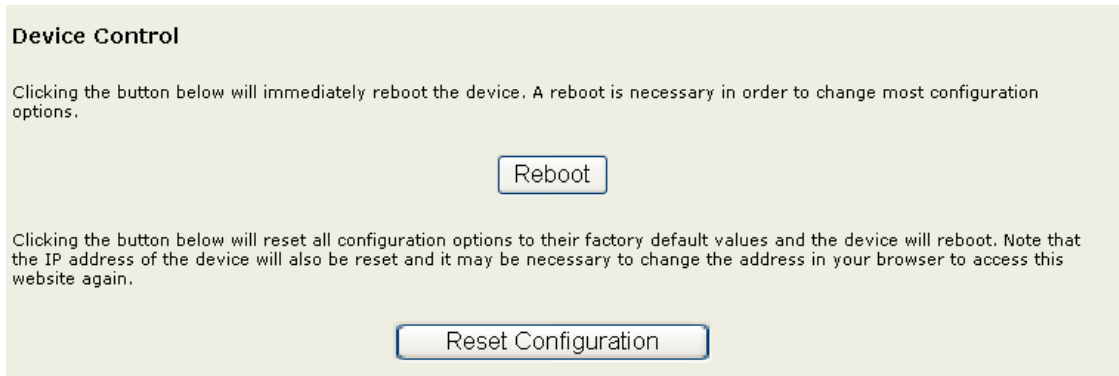 Device Control
Clicking the button below will immediately reboot the device. A reboot is necessary in order to change most configuration
options.
Reboot
Clicking the button below will reset all configuration options to their factory default values and the device will reboot. Note that
the IP address of the device will also be reset and it may be necessary to change the address in your browser to access this
website again.
Reset Configuration